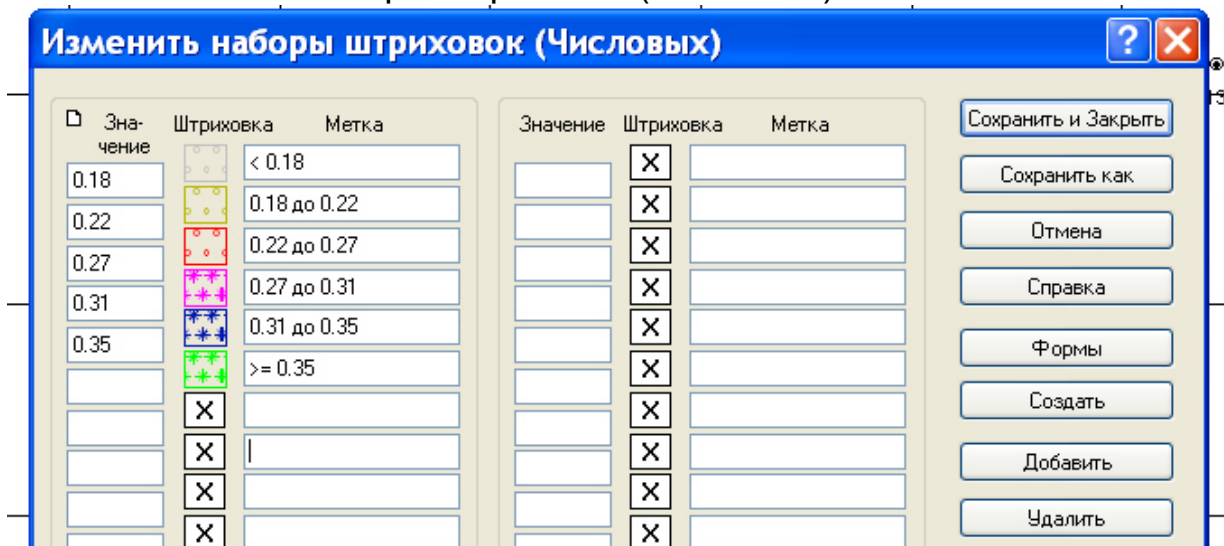 Изменить наборы штриховок (Числовых)
Зна-
чение
Штриховка
Метка
0.18
0.22
0.27
0.31
0.35
< 0.18
0.18 до 0.22
0.22 до 0.27
0.27 до 0.31
0.31 до 0.35
>= 0.35
X
X
X
X
Значение
Штриховка
Метка
X
X
X
X
X
X
X
X
X
X
Сохранить и Закрыть
Сохранить как
Отмена
Справка
Формы
Создать
Добавить
Удалить